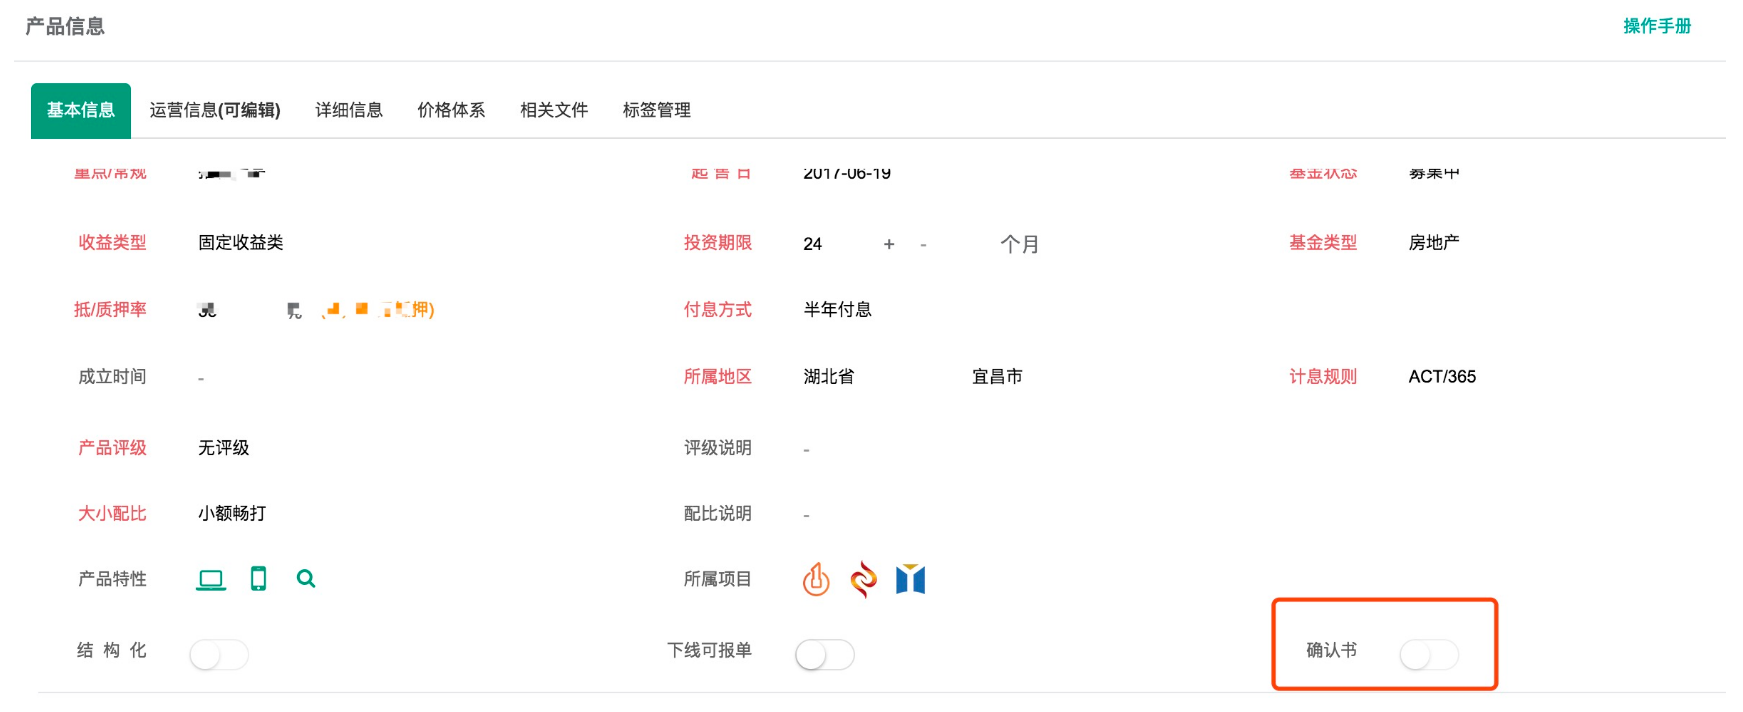 产品信息 操作手册
基本信息 运营信息(可编辑) 详细信息 价格体系 相关文件 标签管理
重点/常规 起售日 2017-06-19 基金状态 募集中
收益类型 固定收益类 投资期限 24 + - 个月 基金类型 房地产
抵/质押率 元 押) 付息方式 半年付息
成立时间 - 所属地区 湖北省 宜昌市 计息规则 ACT/365
产品评级 无评级 评级说明 -
大小配比 小额畅打 配比说明 -
产品特性 所属项目
结构化 下线可报单 确认书